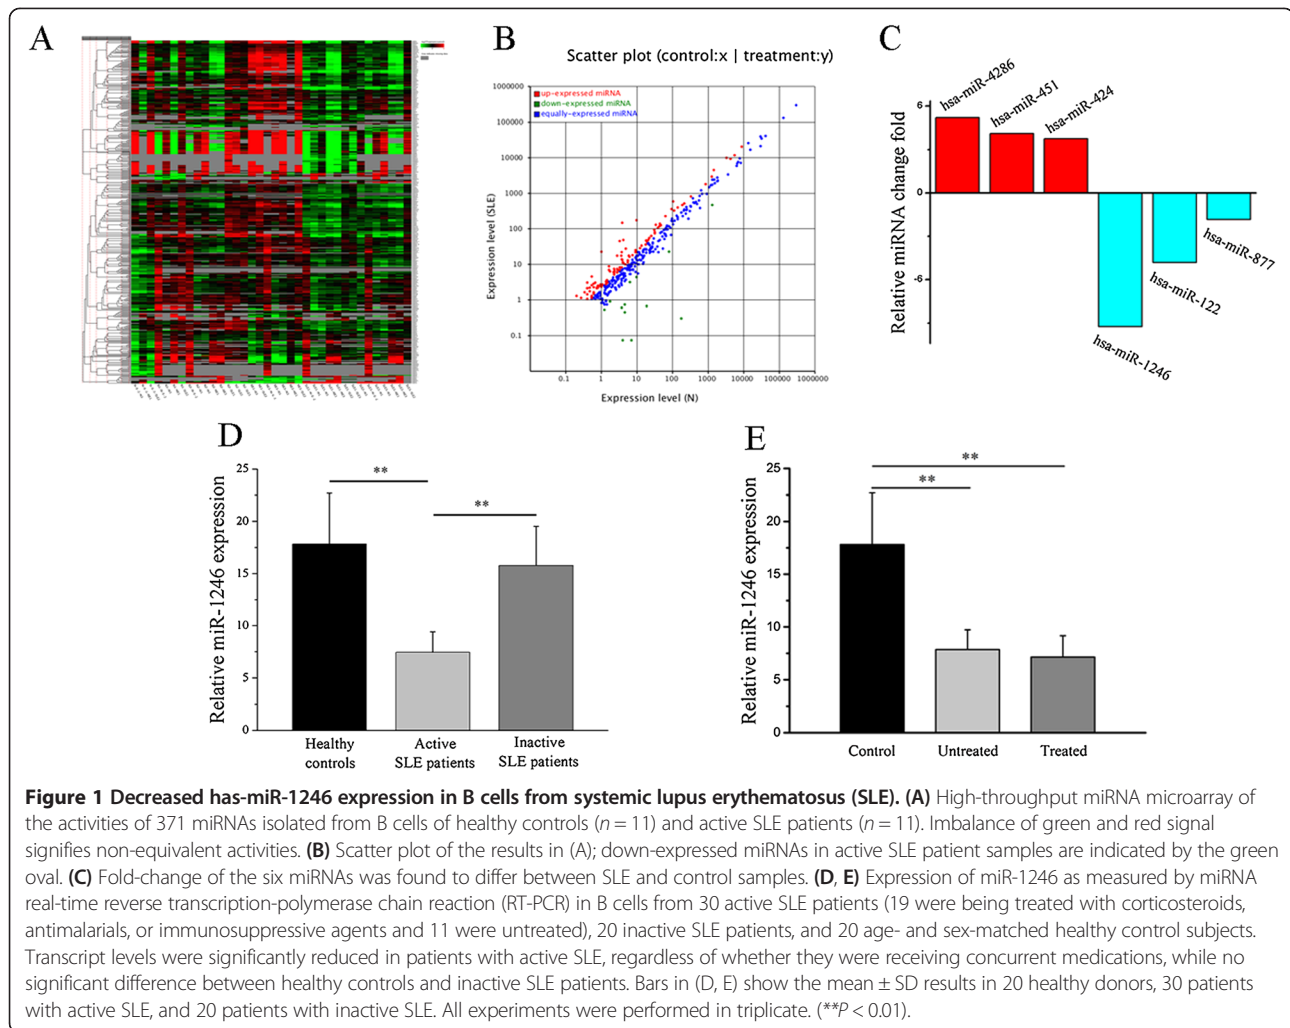 A
B
Scatter plot (control:x | treatment:y)
up-expressed miRNA
down-expressed miRNA
equally-expressed miRNA
1000000
100000
10000
1000
100
10
1
0.1
Expression level (SLE)
0.1 1 10 100 1000 10000 100000 1000000
Expression level (N)
C
Relative miRNA change fold
6
0
-6
hsa-miR-4286
hsa-miR-451
hsa-miR-424
hsa-miR-1246
hsa-miR-122
hsa-miR-877
D
Relative miR-1246 expression
25
20
15
10
5
0
**
**
Healthy controls
Active SLE patients
Inactive SLE patients
E
Relative miR-1246 expression
25
20
15
10
5
0
**
**
Control
Untreated
Treated
Figure 1 Decreased has-miR-1246 expression in B cells from systemic lupus erythematosus (SLE). (A) High-throughput miRNA microarray of
the activities of 371 miRNAs isolated from B cells of healthy controls (n = 11) and active SLE patients (n = 11). Imbalance of green and red signal
signifies non-equivalent activities. (B) Scatter plot of the results in (A); down-expressed miRNAs in active SLE patient samples are indicated by the green
oval. (C) Fold-change of the six miRNAs was found to differ between SLE and control samples. (D, E) Expression of miR-1246 as measured by miRNA
real-time reverse transcription-polymerase chain reaction (RT-PCR) in B cells from 30 active SLE patients (19 were being treated with corticosteroids,
antimalarials, or immunosuppressive agents and 11 were untreated), 20 inactive SLE patients, and 20 age- and sex-matched healthy control subjects.
Transcript levels were significantly reduced in patients with active SLE, regardless of whether they were receiving concurrent medications, while no
significant difference between healthy controls and inactive SLE patients. Bars in (D, E) show the mean ± SD results in 20 healthy donors, 30 patients
with active SLE, and 20 patients with inactive SLE. All experiments were performed in triplicate. (**P < 0.01).